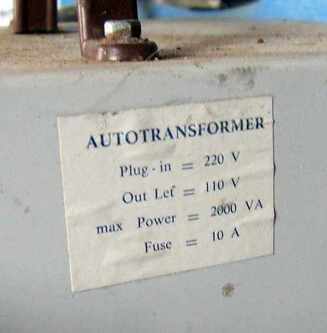 AUTOTRANSFORMER
Plug - in = 220 V
Out Lef = 110 V
max Power = 2000 VA
Fuse = 10 A